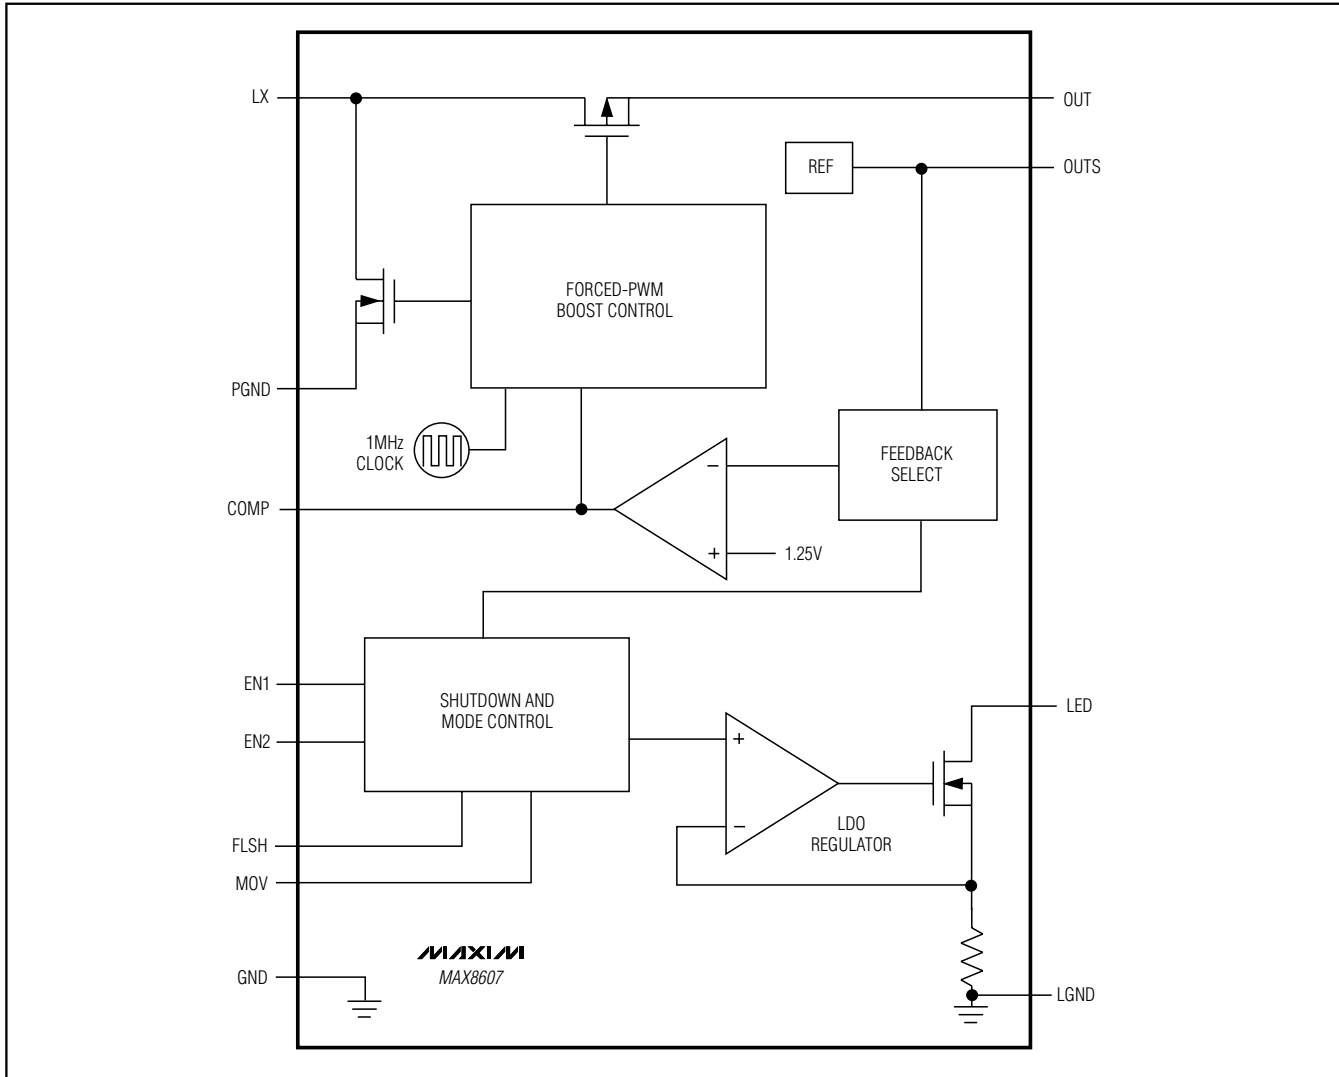 LX
OUT
REF
OUTS
FORCED-PWM
BOOST CONTROL
PGND
1MHz
CLOCK
FEEDBACK
SELECT
−
COMP
+
1.25V
EN1
SHUTDOWN AND
MODE CONTROL
LED
EN2
+
−
LDO
REGULATOR
FLSH
MOV
MAXIM
MAX8607
GND
LGND